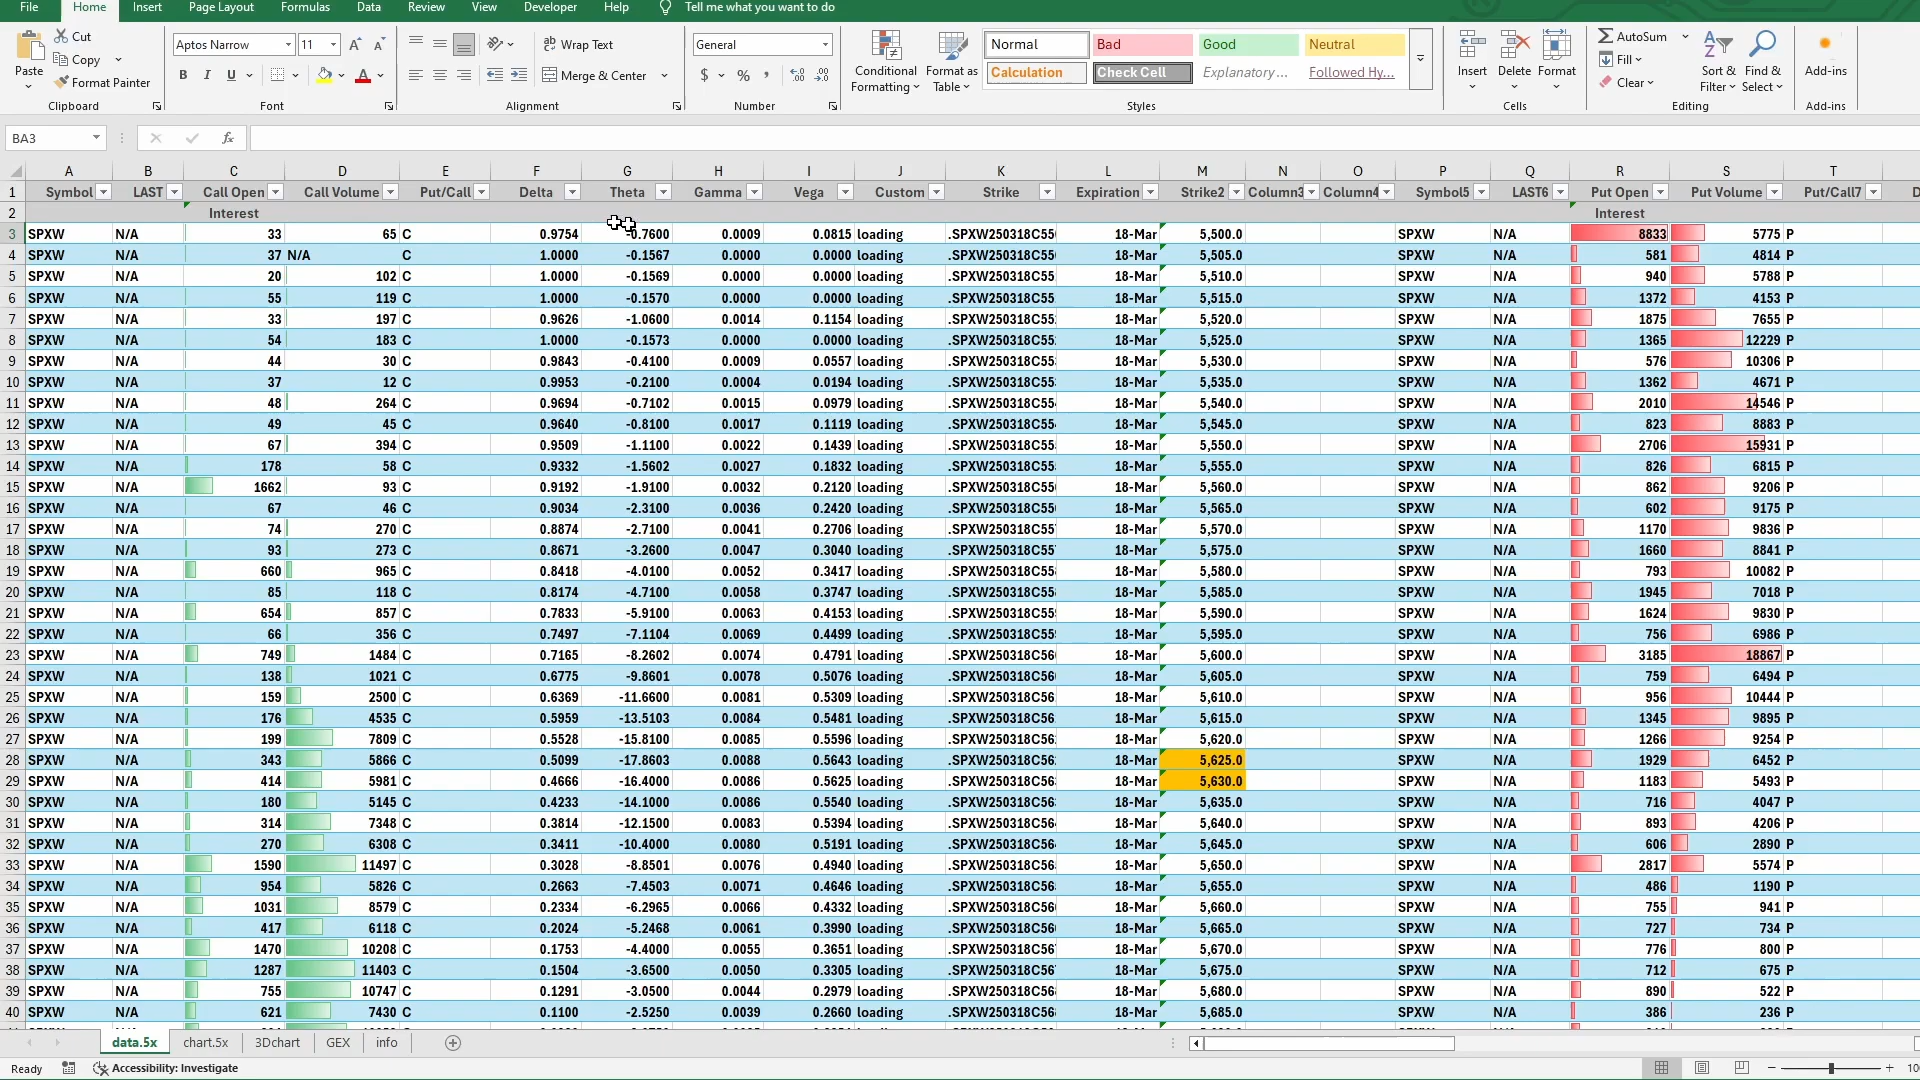 File Home Insert Page Layout Formulas Data Review View Developer Help Tell me what you want to do
Paste Cut Copy Format Painter Clipboard
Aptos Narrow 11 B I U Font
Wrap Text Merge & Center Alignment
General $ % Number
Conditional Formatting Format as Table
Normal Bad Good Neutral
Calculation Check Cell Explanatory... Followed Hy... Styles
Insert Delete Format Cells
AutoSum Fill Clear Sort & Filter Find & Select Editing
Add-ins Add-ins
BA3 fx
A B C D E F G H I J K L M N O P Q R S T
1 Symbol LAST Call Open Call Volume Put/Call Delta Theta Gamma Vega Custom Strike Expiration Strike2 Column3 Column4 Symbol5 LAST6 Put Open Put Volume Put/Call7
2 Interest Interest
3 SPXW N/A 33 65 C 0.9754 -0.7600 0.0009 0.0815 loading .SPXW250318C55 18-Mar 5,500.0 SPXW N/A 8833 5775 P
4 SPXW N/A 37 N/A C 1.0000 -0.1567 0.0000 0.0000 loading .SPXW250318C55 18-Mar 5,505.0 SPXW N/A 581 4814 P
5 SPXW N/A 20 102 C 1.0000 -0.1569 0.0000 0.0000 loading .SPXW250318C55 18-Mar 5,510.0 SPXW N/A 940 5788 P
6 SPXW N/A 55 119 C 1.0000 -0.1570 0.0000 0.0000 loading .SPXW250318C55 18-Mar 5,515.0 SPXW N/A 1372 4153 P
7 SPXW N/A 33 197 C 0.9626 -1.0600 0.0014 0.1154 loading .SPXW250318C55 18-Mar 5,520.0 SPXW N/A 1875 7655 P
8 SPXW N/A 54 183 C 1.0000 -0.1573 0.0000 0.0000 loading .SPXW250318C55 18-Mar 5,525.0 SPXW N/A 1365 12229 P
9 SPXW N/A 44 30 C 0.9843 -0.4100 0.0009 0.0557 loading .SPXW250318C55 18-Mar 5,530.0 SPXW N/A 576 10306 P
10 SPXW N/A 37 12 C 0.9953 -0.2100 0.0004 0.0194 loading .SPXW250318C55 18-Mar 5,535.0 SPXW N/A 1362 4671 P
11 SPXW N/A 48 264 C 0.9694 -0.7102 0.0015 0.0979 loading .SPXW250318C55 18-Mar 5,540.0 SPXW N/A 2010 14546 P
12 SPXW N/A 49 45 C 0.9640 -0.8100 0.0017 0.1119 loading .SPXW250318C55 18-Mar 5,545.0 SPXW N/A 823 8883 P
13 SPXW N/A 67 394 C 0.9509 -1.1100 0.0022 0.1439 loading .SPXW250318C55 18-Mar 5,550.0 SPXW N/A 2706 15931 P
14 SPXW N/A 178 58 C 0.9332 -1.5602 0.0027 0.1832 loading .SPXW250318C55 18-Mar 5,555.0 SPXW N/A 826 6815 P
15 SPXW N/A 1662 93 C 0.9192 -1.9100 0.0032 0.2120 loading .SPXW250318C55 18-Mar 5,560.0 SPXW N/A 862 9206 P
16 SPXW N/A 67 46 C 0.9034 -2.3100 0.0036 0.2420 loading .SPXW250318C55 18-Mar 5,565.0 SPXW N/A 602 9175 P
17 SPXW N/A 74 270 C 0.8874 -2.7100 0.0041 0.2706 loading .SPXW250318C55 18-Mar 5,570.0 SPXW N/A 1170 9836 P
18 SPXW N/A 93 273 C 0.8671 -3.2600 0.0047 0.3040 loading .SPXW250318C55 18-Mar 5,575.0 SPXW N/A 1660 8841 P
19 SPXW N/A 660 965 C 0.8418 -4.0100 0.0052 0.3417 loading .SPXW250318C55 18-Mar 5,580.0 SPXW N/A 793 10082 P
20 SPXW N/A 85 118 C 0.8174 -4.7100 0.0058 0.3747 loading .SPXW250318C55 18-Mar 5,585.0 SPXW N/A 1945 7018 P
21 SPXW N/A 654 857 C 0.7833 -5.9100 0.0063 0.4153 loading .SPXW250318C55 18-Mar 5,590.0 SPXW N/A 1624 9830 P
22 SPXW N/A 66 356 C 0.7497 -7.1104 0.0069 0.4499 loading .SPXW250318C55 18-Mar 5,595.0 SPXW N/A 756 6986 P
23 SPXW N/A 749 1484 C 0.7165 -8.2602 0.0074 0.4791 loading .SPXW250318C56 18-Mar 5,600.0 SPXW N/A 3185 18867 P
24 SPXW N/A 138 1021 C 0.6775 -9.8601 0.0078 0.5076 loading .SPXW250318C56 18-Mar 5,605.0 SPXW N/A 759 6494 P
25 SPXW N/A 159 2500 C 0.6369 -11.6600 0.0081 0.5309 loading .SPXW250318C56 18-Mar 5,610.0 SPXW N/A 956 10444 P
26 SPXW N/A 176 4535 C 0.5959 -13.5103 0.0084 0.5481 loading .SPXW250318C56 18-Mar 5,615.0 SPXW N/A 1345 9895 P
27 SPXW N/A 199 7809 C 0.5528 -15.8100 0.0085 0.5596 loading .SPXW250318C56 18-Mar 5,620.0 SPXW N/A 1266 9254 P
28 SPXW N/A 343 5866 C 0.5099 -17.8603 0.0088 0.5643 loading .SPXW250318C56 18-Mar 5,625.0 SPXW N/A 1929 6452 P
29 SPXW N/A 414 5981 C 0.4666 -16.4000 0.0086 0.5625 loading .SPXW250318C56 18-Mar 5,630.0 SPXW N/A 1183 5493 P
30 SPXW N/A 180 5145 C 0.4233 -14.1000 0.0086 0.5540 loading .SPXW250318C56 18-Mar 5,635.0 SPXW N/A 716 4047 P
31 SPXW N/A 314 7348 C 0.3814 -12.1500 0.0083 0.5394 loading .SPXW250318C56 18-Mar 5,640.0 SPXW N/A 893 4206 P
32 SPXW N/A 270 6308 C 0.3411 -10.4000 0.0080 0.5191 loading .SPXW250318C56 18-Mar 5,645.0 SPXW N/A 606 2890 P
33 SPXW N/A 1590 11497 C 0.3028 -8.8501 0.0076 0.4940 loading .SPXW250318C56 18-Mar 5,650.0 SPXW N/A 2817 5574 P
34 SPXW N/A 954 5826 C 0.2663 -7.4503 0.0071 0.4646 loading .SPXW250318C56 18-Mar 5,655.0 SPXW N/A 486 1190 P
35 SPXW N/A 1031 8579 C 0.2334 -6.2965 0.0066 0.4332 loading .SPXW250318C56 18-Mar 5,660.0 SPXW N/A 755 941 P
36 SPXW N/A 417 6118 C 0.2024 -5.2468 0.0061 0.3990 loading .SPXW250318C56 18-Mar 5,665.0 SPXW N/A 727 734 P
37 SPXW N/A 1470 10208 C 0.1753 -4.4000 0.0055 0.3651 loading .SPXW250318C56 18-Mar 5,670.0 SPXW N/A 776 800 P
38 SPXW N/A 1287 11403 C 0.1504 -3.6500 0.0050 0.3305 loading .SPXW250318C56 18-Mar 5,675.0 SPXW N/A 712 675 P
39 SPXW N/A 755 10747 C 0.1291 -3.0500 0.0044 0.2979 loading .SPXW250318C56 18-Mar 5,680.0 SPXW N/A 890 522 P
40 SPXW N/A 621 7430 C 0.1100 -2.5250 0.0039 0.2660 loading .SPXW250318C56 18-Mar 5,685.0 SPXW N/A 386 236 P
data.5x chart.5x 3Dchart GEX info
Ready Accessibility: Investigate